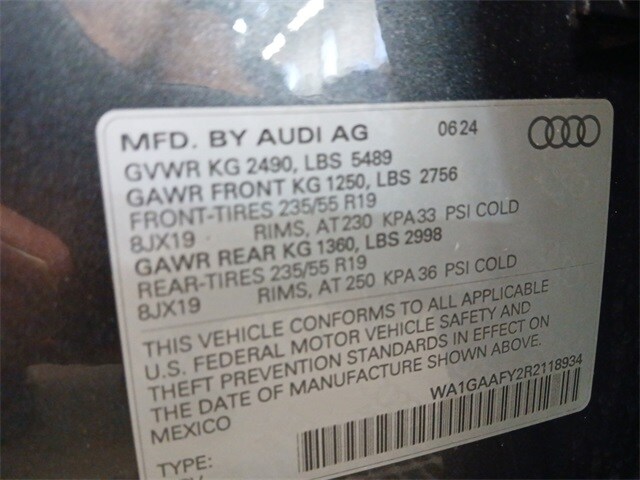 MFD. BY AUDI AG 0624
GVWR KG 2490, LBS 5489
GAWR FRONT KG 1250, LBS 2756
FRONT-TIRES 235/55 R19
8JX19 RIMS, AT 230 KPA 33 PSI COLD
GAWR REAR KG 1360, LBS 2998
REAR-TIRES 235/55 R19
8JX19 RIMS, AT 250 KPA 36 PSI COLD
THIS VEHICLE CONFORMS TO ALL APPLICABLE
U.S. FEDERAL MOTOR VEHICLE SAFETY AND
THEFT PREVENTION STANDARDS IN EFFECT ON
THE DATE OF MANUFACTURE SHOWN ABOVE.
MEXICO WA1GAAFY2R2118934
TYPE: